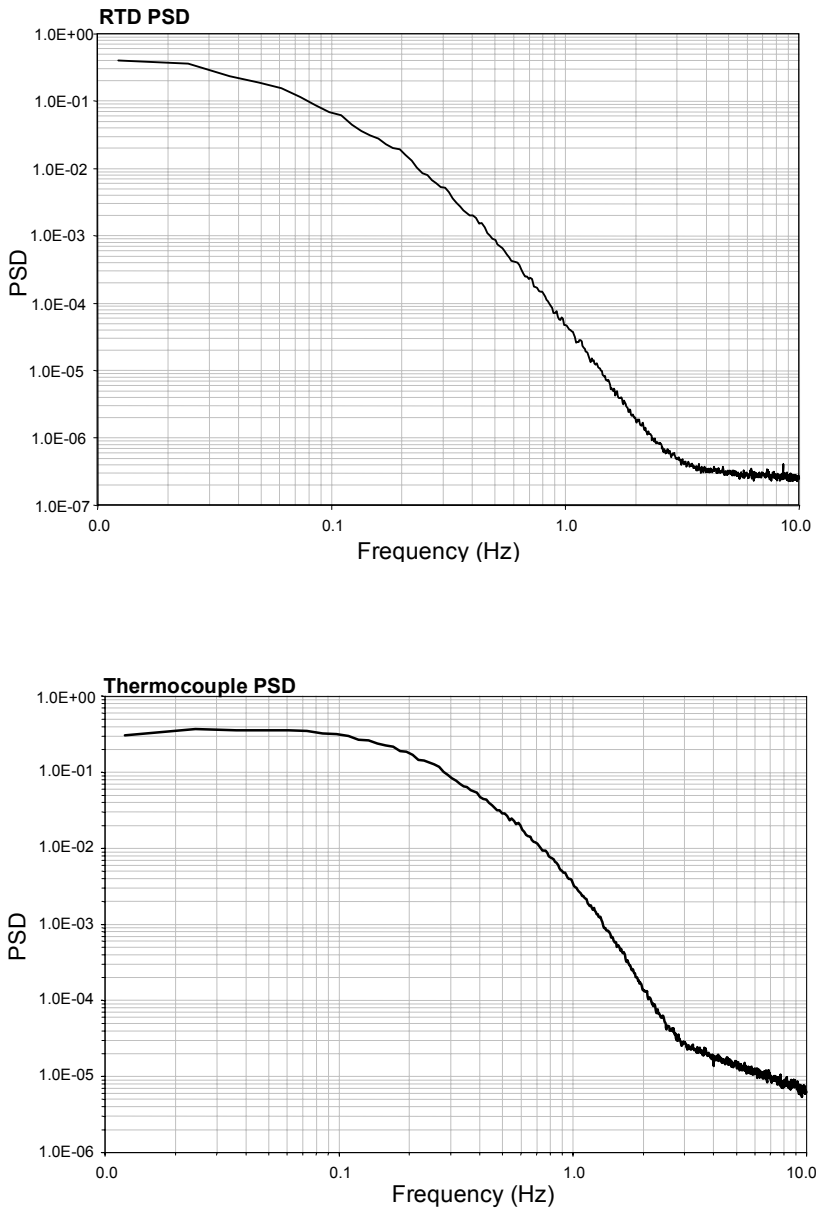 RTD PSD
1.0E+00
1.0E-01
1.0E-02
1.0E-03
1.0E-04
1.0E-05
1.0E-06
1.0E-07
PSD
0.0 0.1 1.0 10.0
Frequency (Hz)
Thermocouple PSD
1.0E+00
1.0E-01
1.0E-02
1.0E-03
1.0E-04
1.0E-05
1.0E-06
PSD
0.0 0.1 1.0 10.0
Frequency (Hz)